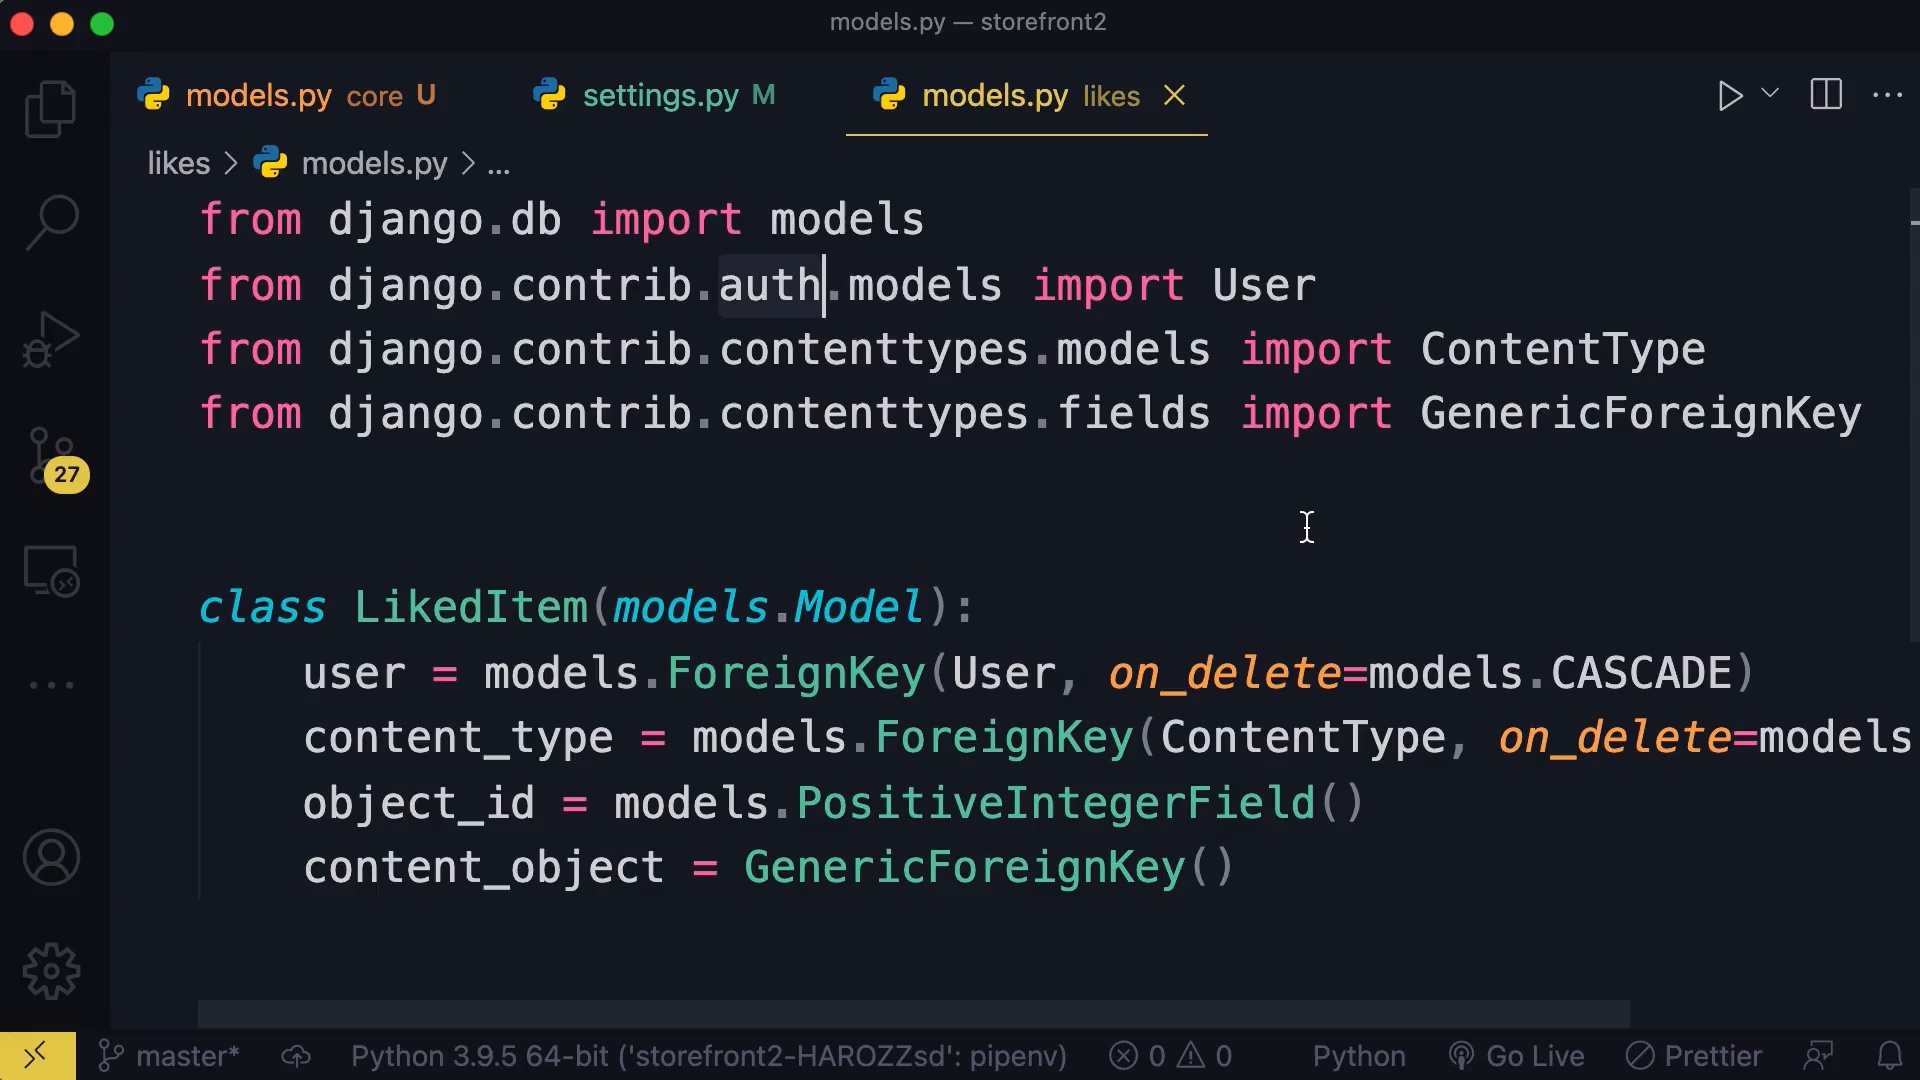 models.py — storefront2
models.py core U settings.py M models.py likes
likes > models.py > ...
from django.db import models
from django.contrib.auth.models import User
from django.contrib.contenttypes.models import ContentType
from django.contrib.contenttypes.fields import GenericForeignKey
class LikedItem(models.Model):
    user = models.ForeignKey(User, on_delete=models.CASCADE)
    content_type = models.ForeignKey(ContentType, on_delete=models
    object_id = models.PositiveIntegerField()
    content_object = GenericForeignKey()
27
master* Python 3.9.5 64-bit ('storefront2-HAROZZsd': pipenv) 0 0 Python Go Live Prettier